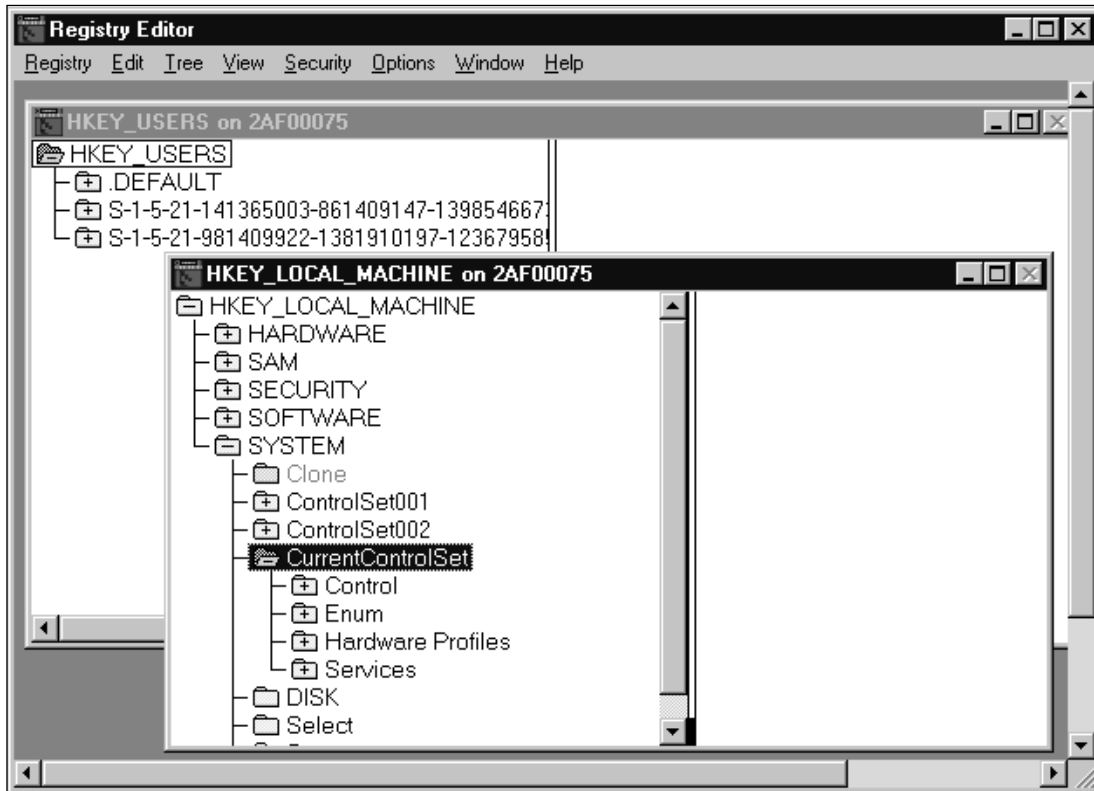 Registry Editor
Registry Edit Tree View Security Options Window Help
HKEY_USERS on 2AF00075
HKEY_USERS
.DEFAULT
S-1-5-21-141365003-861409147-139854667
S-1-5-21-981409922-1381910197-12367958
HKEY_LOCAL_MACHINE on 2AF00075
HKEY_LOCAL_MACHINE
HARDWARE
SAM
SECURITY
SOFTWARE
SYSTEM
Clone
ControlSet001
ControlSet002
CurrentControlSet
Control
Enum
Hardware Profiles
Services
DISK
Select